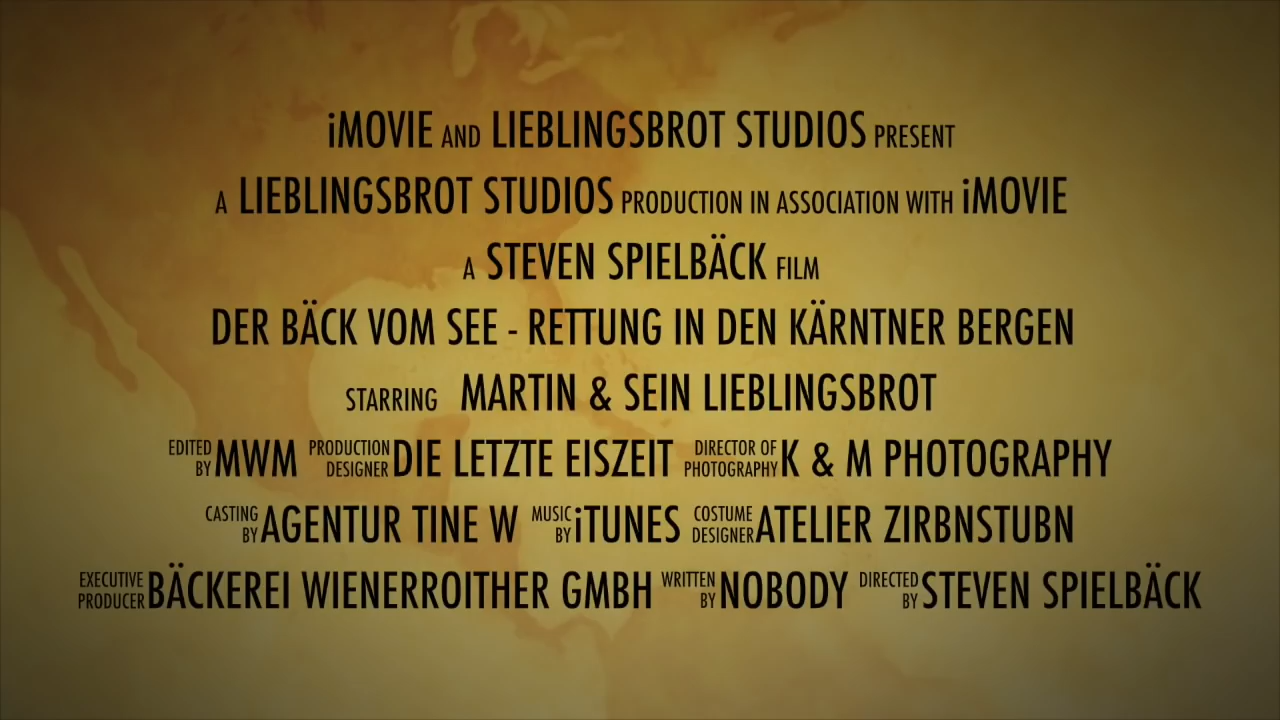 iMOVIE AND LIEBLINGSBROT STUDIOS PRESENT
A LIEBLINGSBROT STUDIOS PRODUCTION IN ASSOCIATION WITH iMOVIE
A STEVEN SPIELBÄCK FILM
DER BÄCK VOM SEE - RETTUNG IN DEN KÄRNTNER BERGEN
STARRING MARTIN & SEIN LIEBLINGSBROT
EDITED BY MWM PRODUCTION DESIGNER DIE LETZTE EISZEIT DIRECTOR OF PHOTOGRAPHY K & M PHOTOGRAPHY
CASTING BY AGENTUR TINE W MUSIC BY iTUNES COSTUME DESIGNER ATELIER ZIRBNSTUBN
EXECUTIVE PRODUCER BÄCKEREI WIENERROITHER GMBH WRITTEN BY NOBODY DIRECTED BY STEVEN SPIELBÄCK